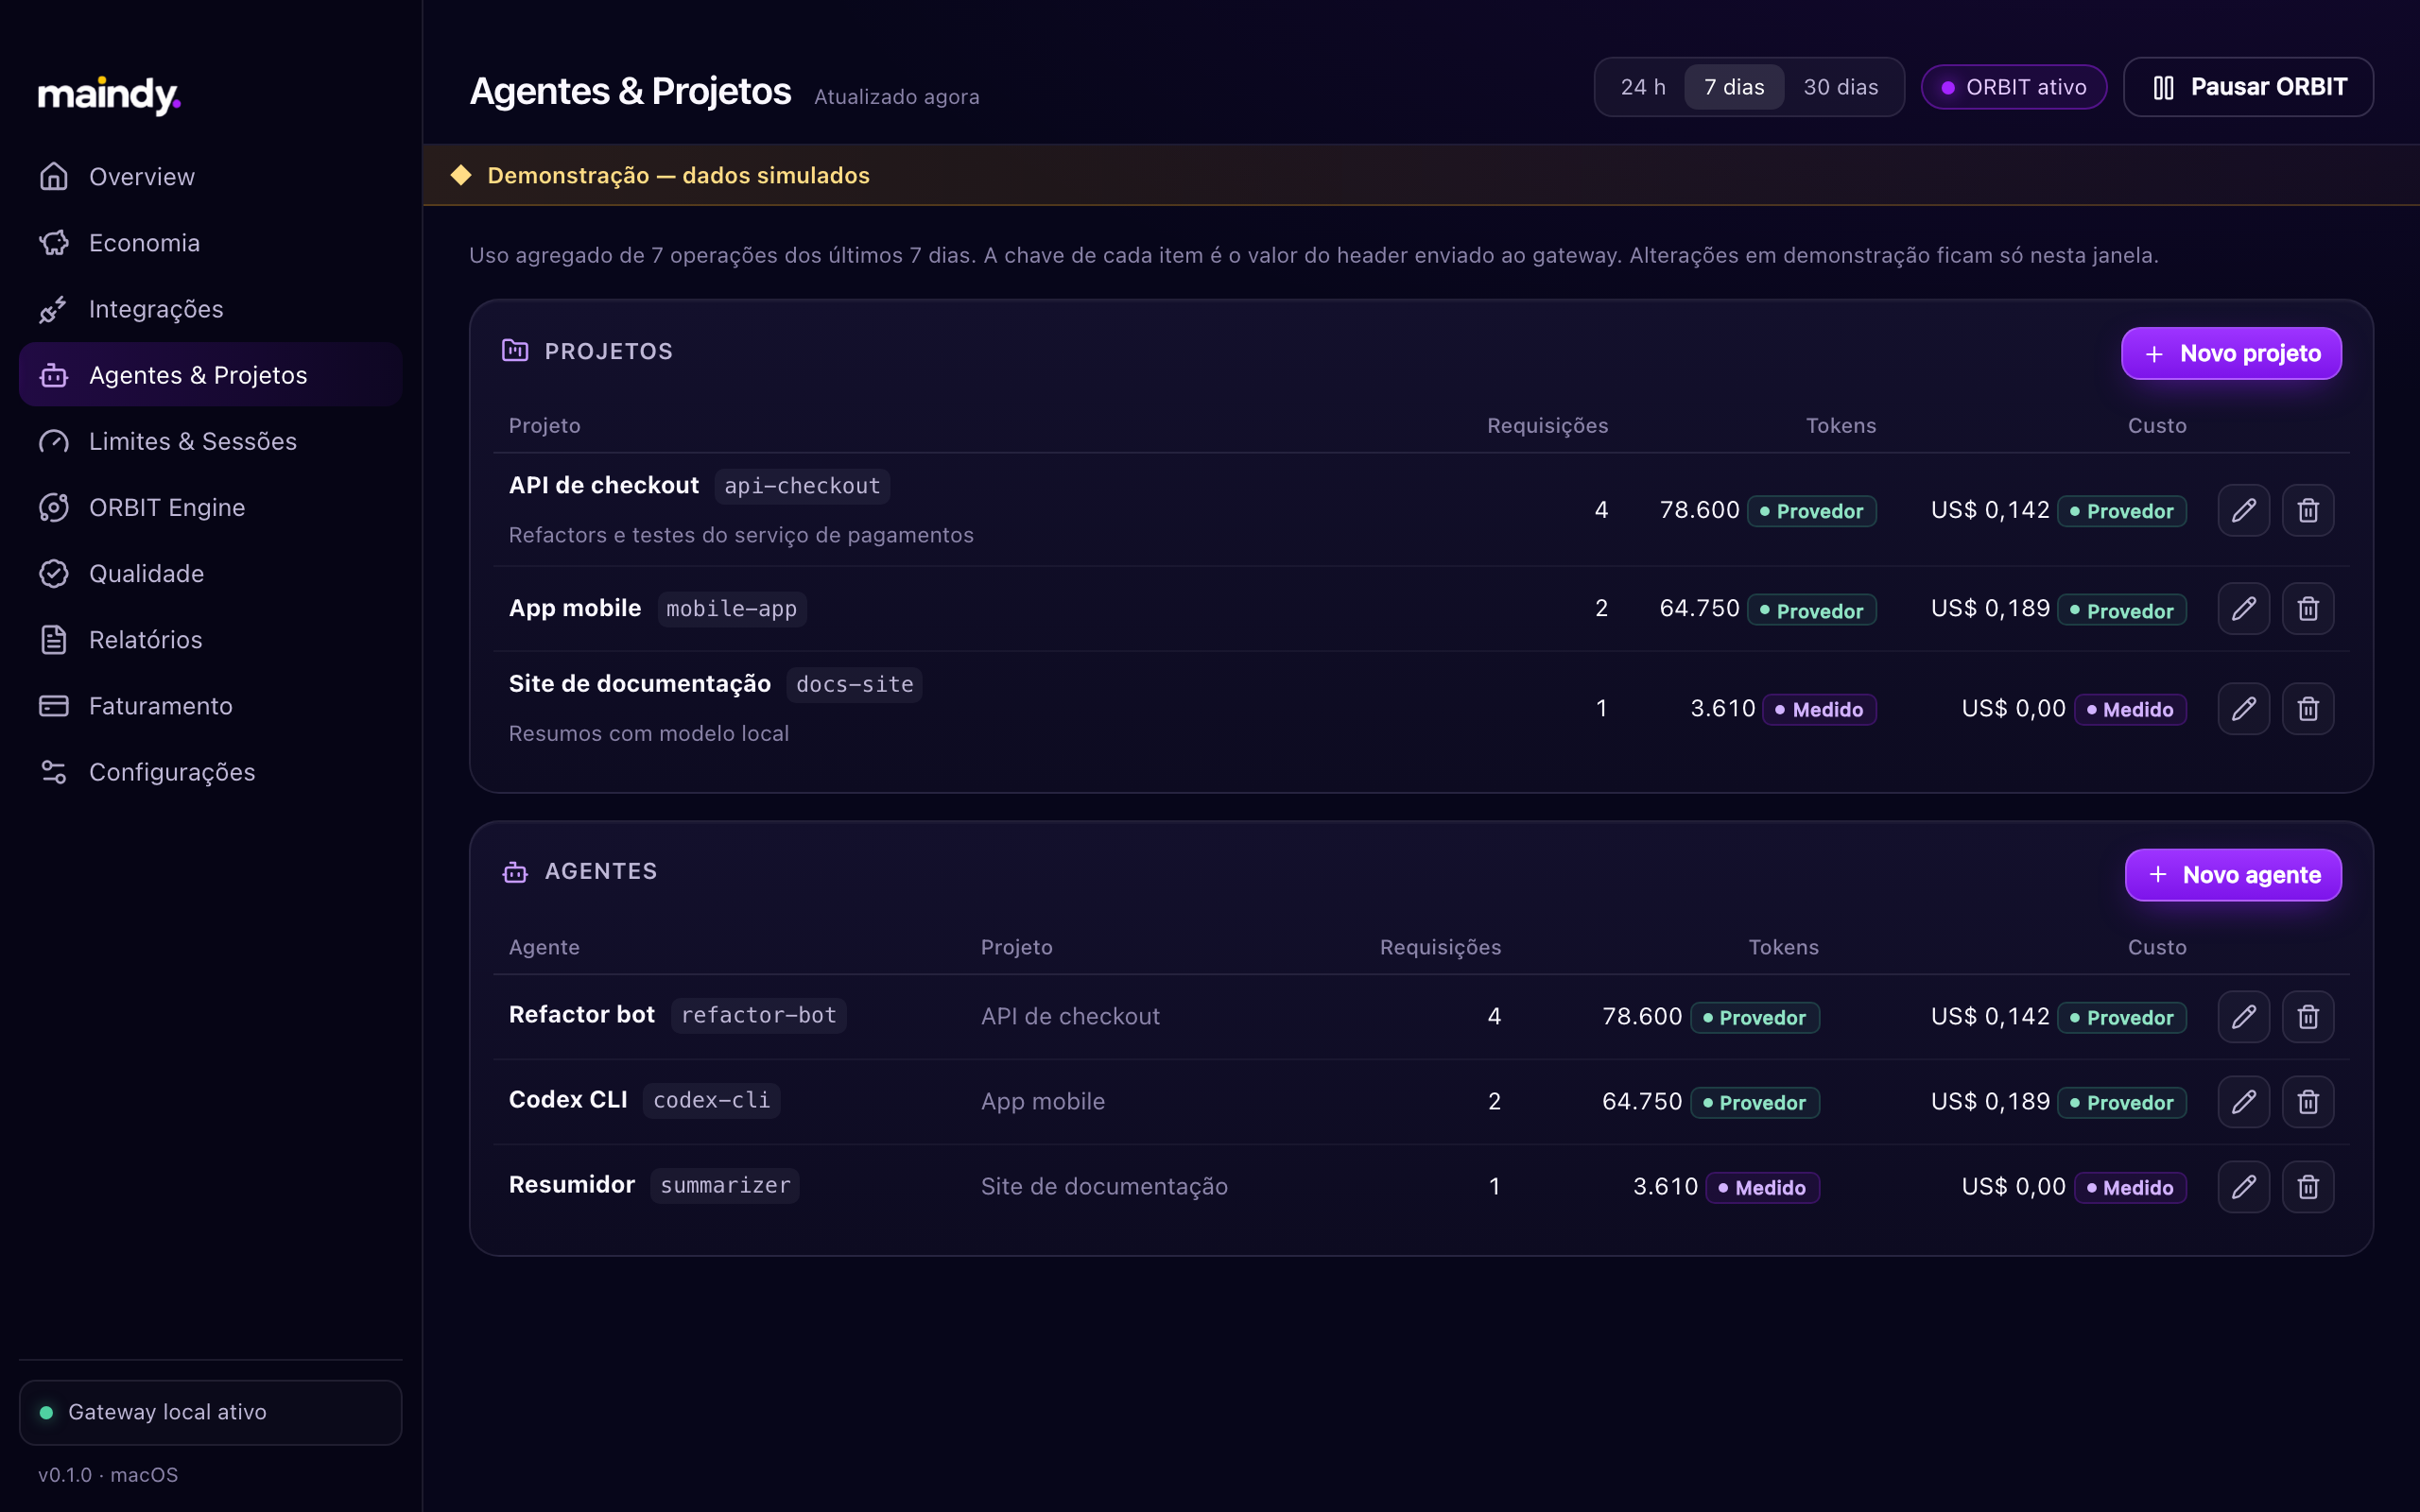 maindy.
Overview
Economia
Integrações
Agentes & Projetos
Limites & Sessões
ORBIT Engine
Qualidade
Relatórios
Faturamento
Configurações
Gateway local ativo
v0.1.0 · macOS
Agentes & Projetos Atualizado agora
24 h 7 dias 30 dias ORBIT ativo Pausar ORBIT
Demonstração — dados simulados
Uso agregado de 7 operações dos últimos 7 dias. A chave de cada item é o valor do header enviado ao gateway. Alterações em demonstração ficam só nesta janela.
PROJETOS + Novo projeto
Projeto Requisições Tokens Custo
API de checkout api-checkout 4 78.600 Provedor US$ 0,142 Provedor
Refactors e testes do serviço de pagamentos
App mobile mobile-app 2 64.750 Provedor US$ 0,189 Provedor
Site de documentação docs-site 1 3.610 Medido US$ 0,00 Medido
Resumos com modelo local
AGENTES + Novo agente
Agente Projeto Requisições Tokens Custo
Refactor bot refactor-bot API de checkout 4 78.600 Provedor US$ 0,142 Provedor
Codex CLI codex-cli App mobile 2 64.750 Provedor US$ 0,189 Provedor
Resumidor summarizer Site de documentação 1 3.610 Medido US$ 0,00 Medido